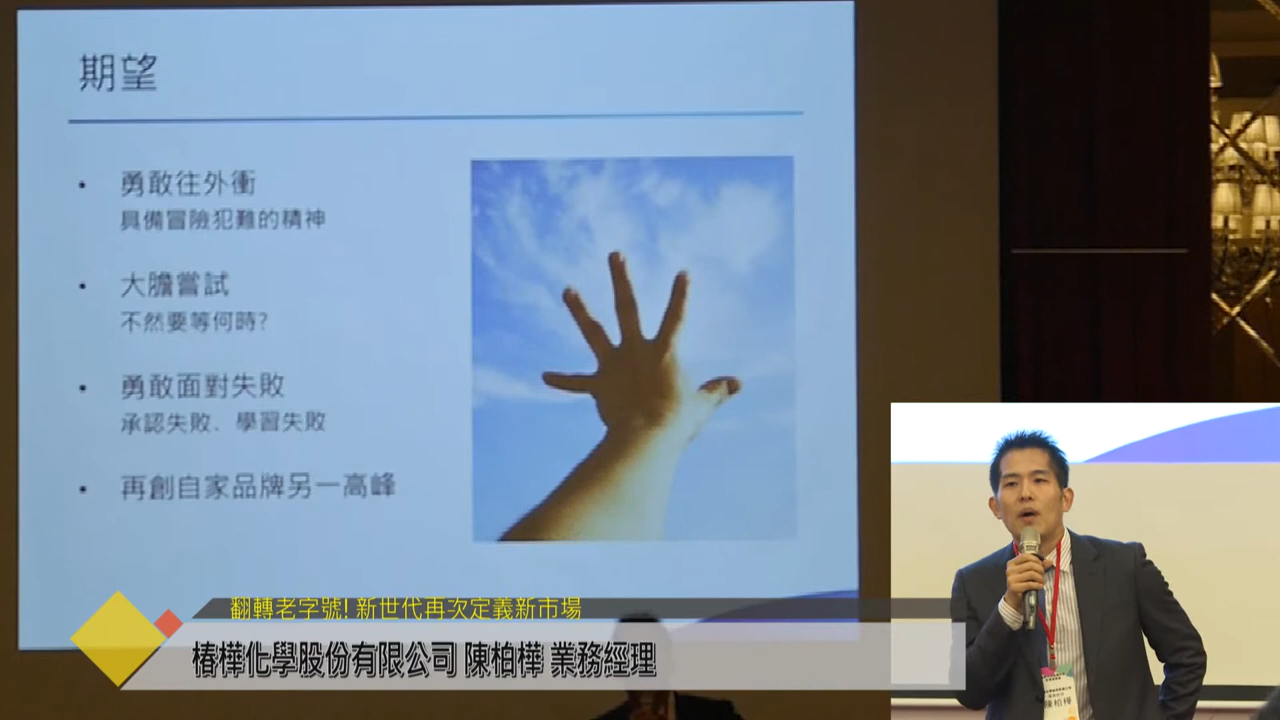 期望
勇敢往外衝
具備冒險犯難的精神
大膽嘗試
不然要等何時?
勇敢面對失敗
承認失敗、學習失敗
再創自家品牌另一高峰
翻轉老字號! 新世代再次定義新市場
椿樺化學股份有限公司 陳柏樺 業務經理
陳柏樺